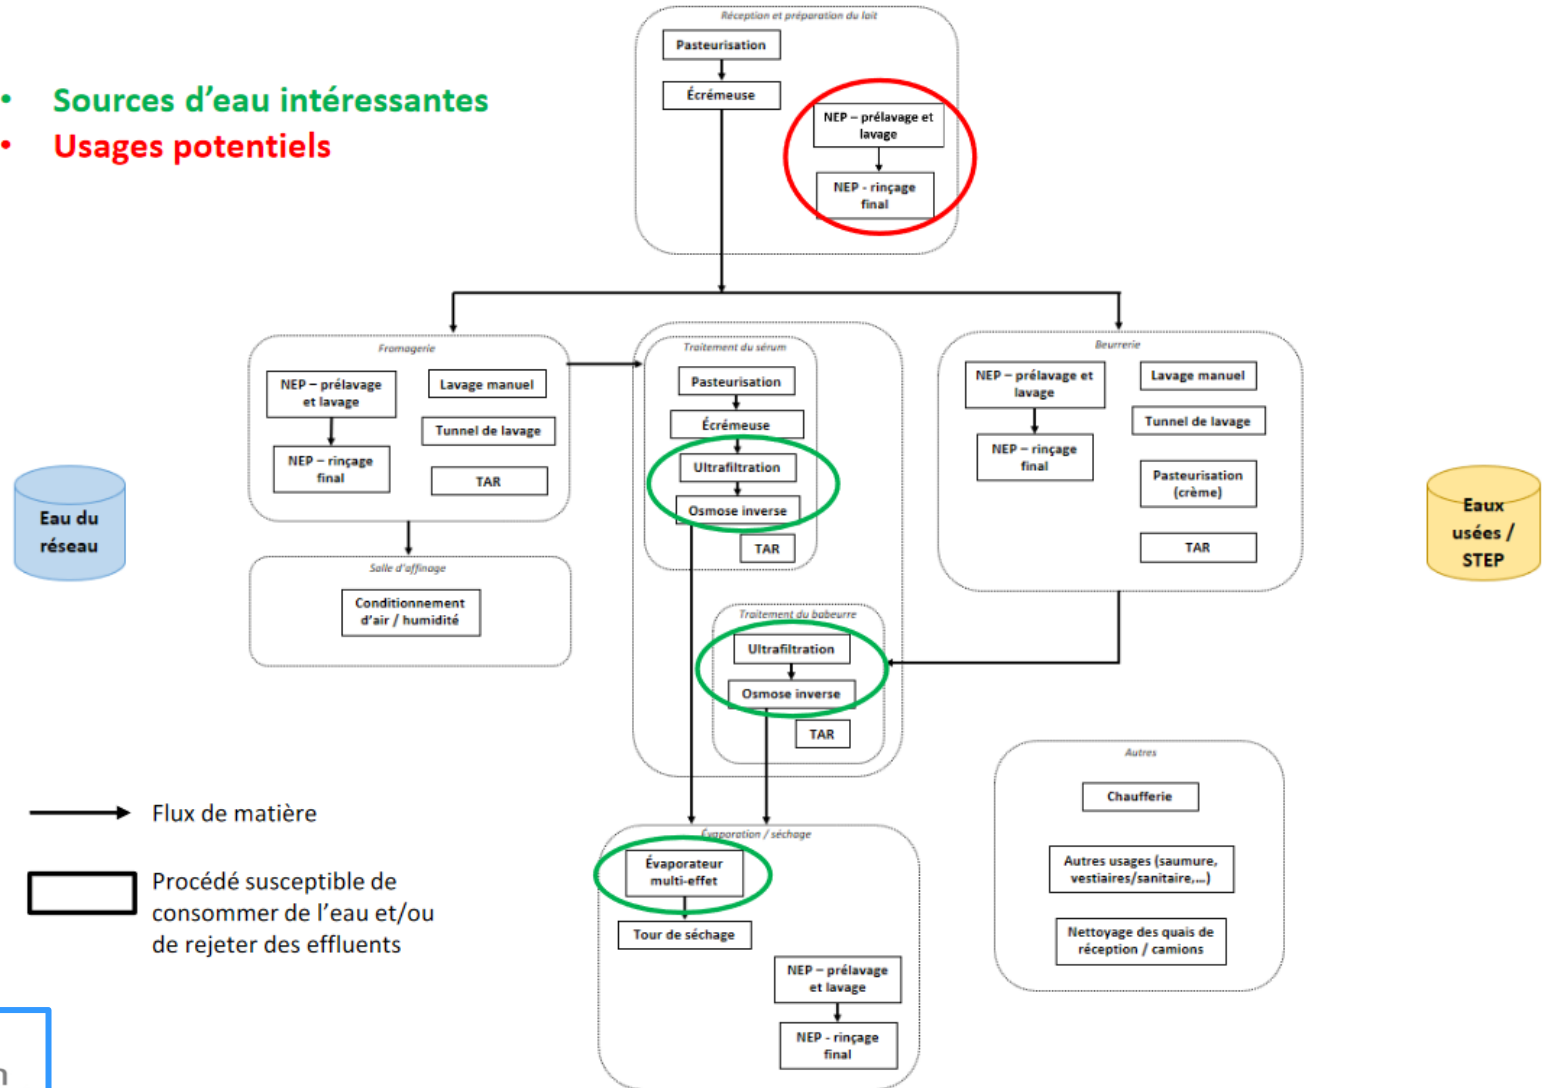 Réception et préparation du lait
Pasteurisation
Écrémeuse
NEP – prélavage et
lavage
NEP - rinçage
final
• Sources d'eau intéressantes
• Usages potentiels
Fromagerie
NEP – prélavage
et lavage
NEP – rinçage
final
Lavage manuel
Tunnel de lavage
TAR
Traitement du sérum
Pasteurisation
Écrémeuse
Ultrafiltration
Osmose inverse
TAR
Beurrerie
NEP – prélavage et
lavage
NEP – rinçage
final
Lavage manuel
Tunnel de lavage
Pasteurisation
(crème)
TAR
Eau du
réseau
Eaux
usées /
STEP
Salle d'affinage
Conditionnement
d'air / humidité
Traitement du babeurre
Ultrafiltration
Osmose inverse
TAR
Autres
Chaufferie
Autres usages (saumure,
vestiaires/sanitaire,...)
Nettoyage des quais de
réception / camions
Flux de matière
Procédé susceptible de
consommer de l'eau et/ou
de rejeter des effluents
Évaporation / séchage
Évaporateur
multi-effet
Tour de séchage
NEP – prélavage
et lavage
NEP - rinçage
final